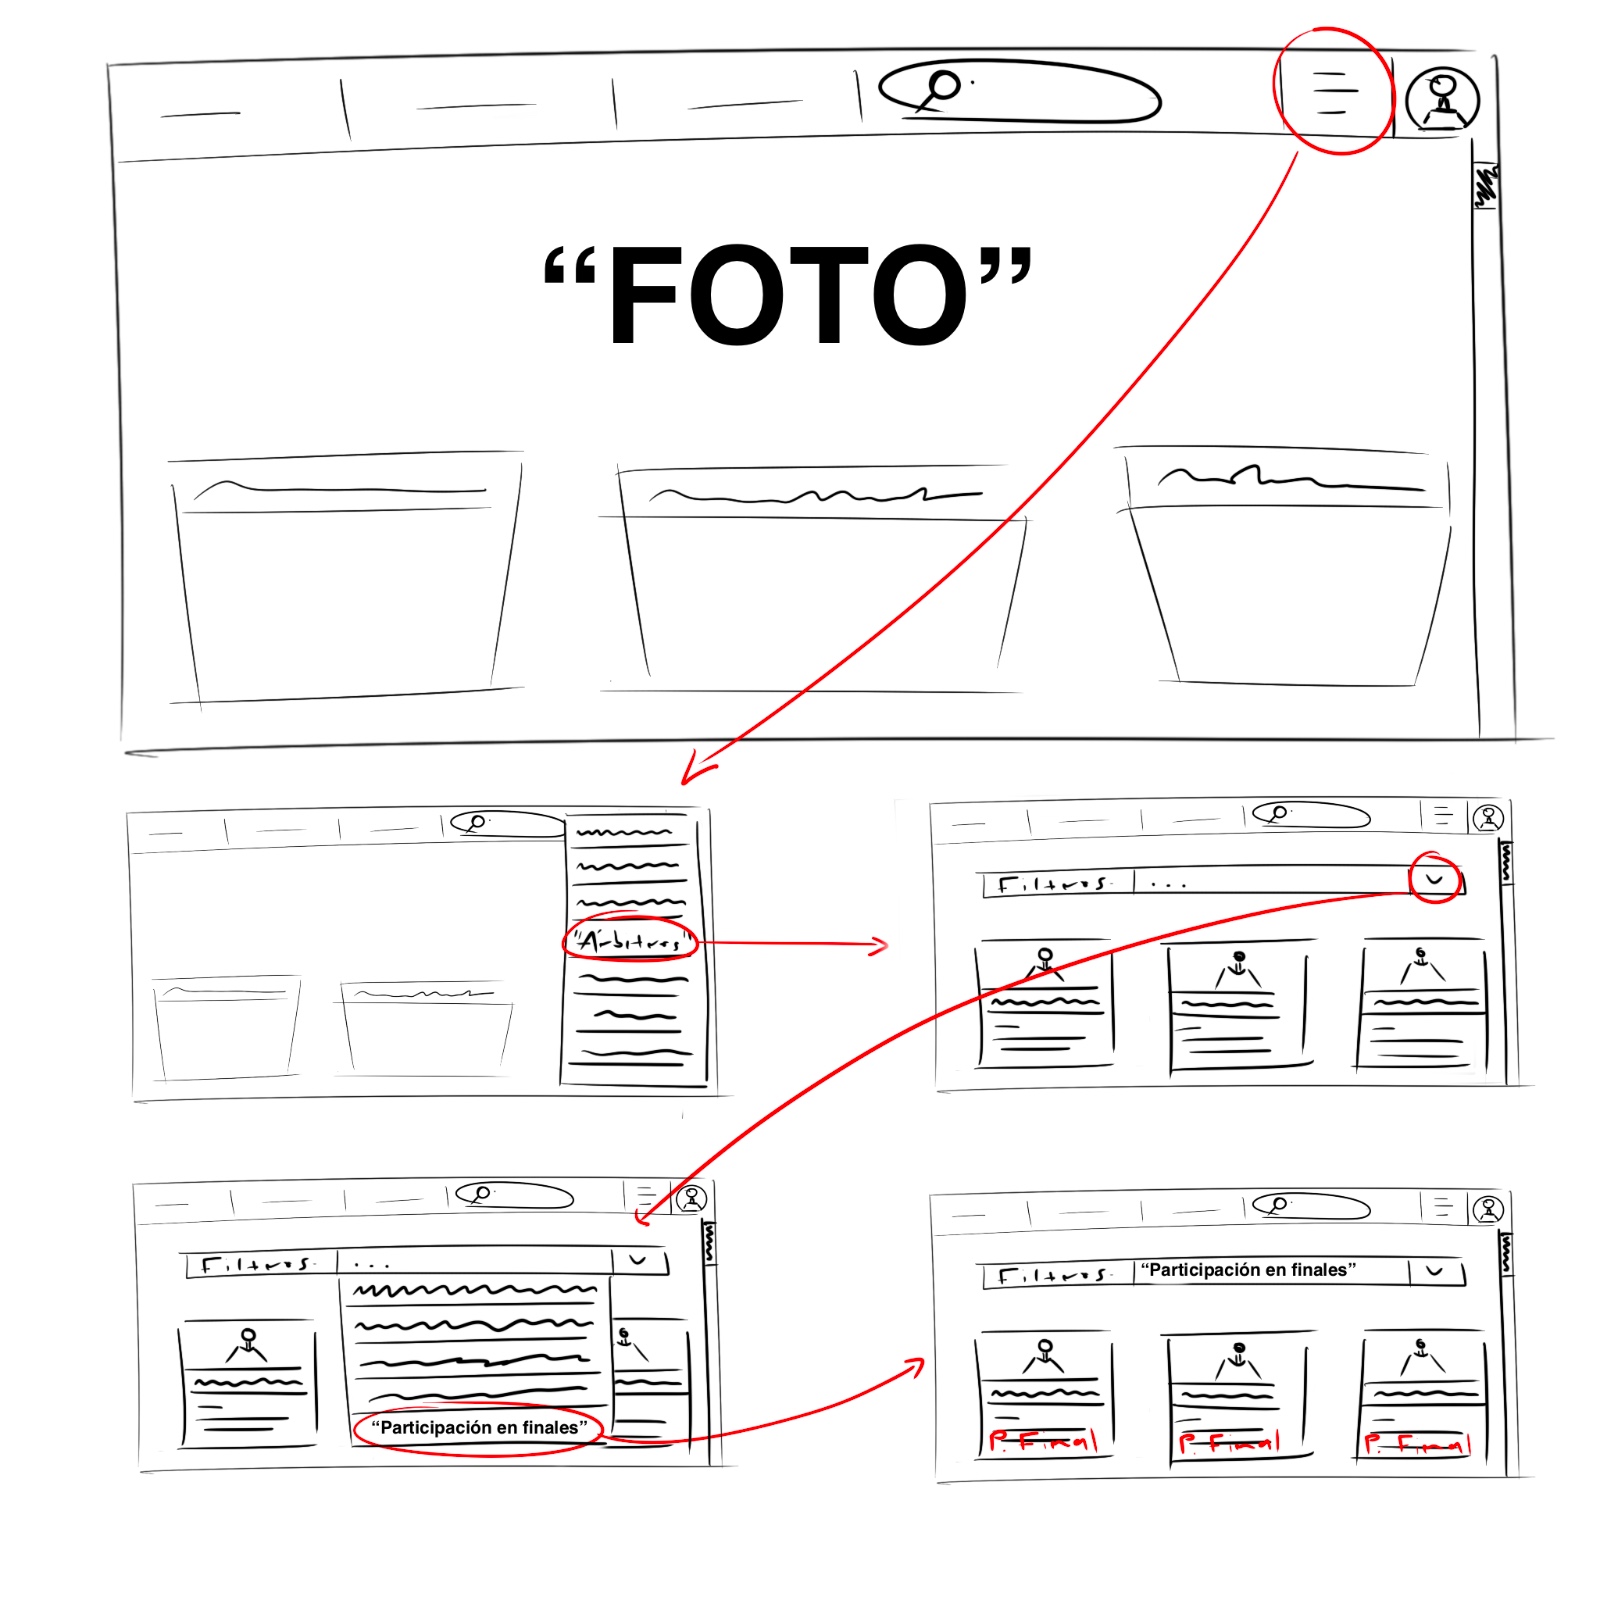 “FOTO”
"Árbitros"
Filtros. ...
Filtros. ...
“Participación en finales”
Filtros. “Participación en finales”
P. Final P. Final P. Final